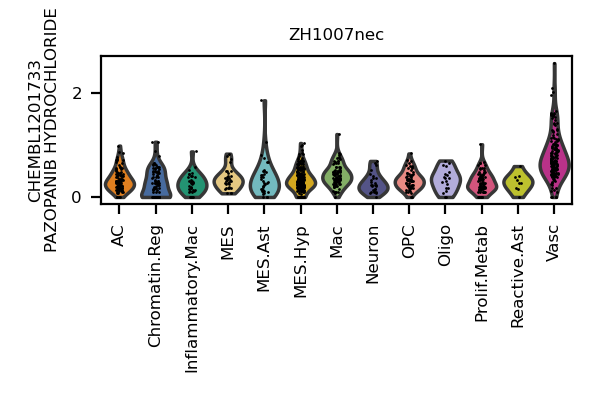 ZH1007nec
CHEMBL1201733
PAZOPANIB HYDROCHLORIDE
2
0
AC
Chromatin.Reg
Inflammatory.Mac
MES
MES.Ast
MES.Hyp
Mac
Neuron
OPC
Oligo
Prolif.Metab
Reactive.Ast
Vasc